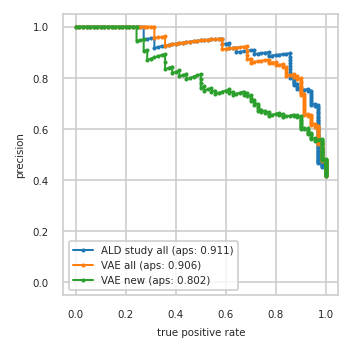 precision
1.0
0.8
0.6
0.4
0.2
0.0
ALD study all (aps: 0.911)
VAE all (aps: 0.906)
VAE new (aps: 0.802)
0.0 0.2 0.4 0.6 0.8 1.0
true positive rate